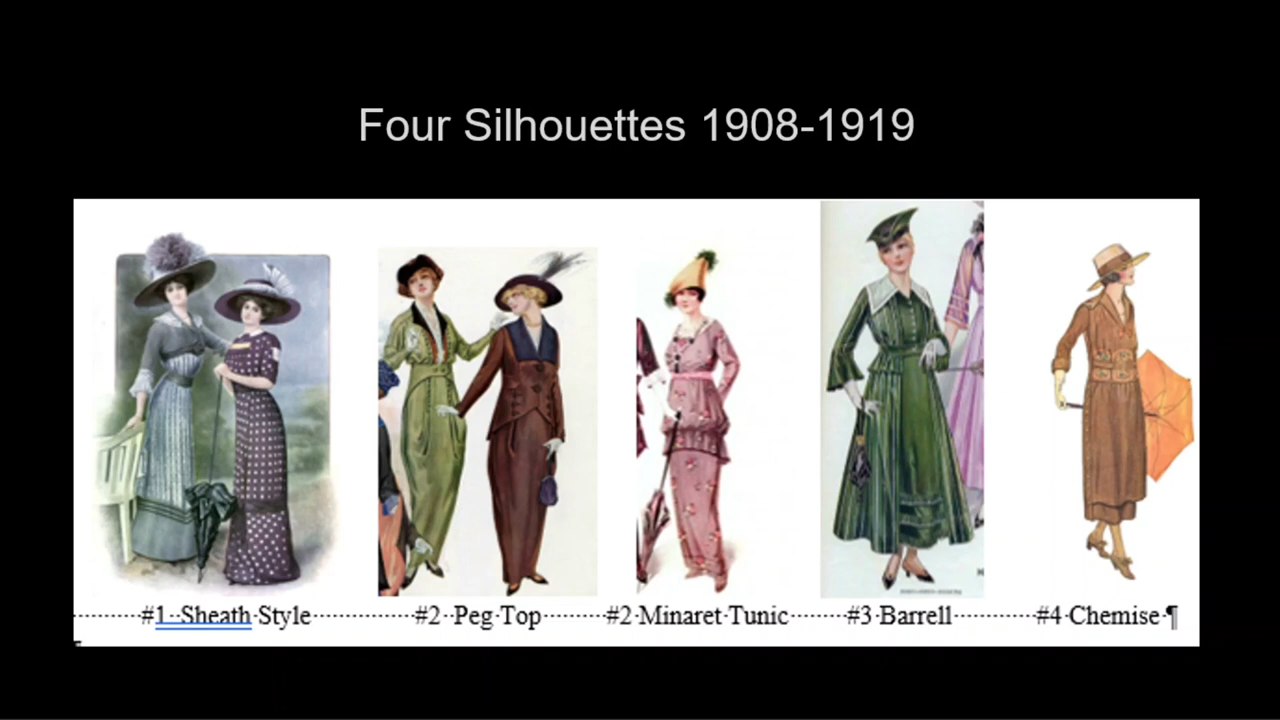 Four Silhouettes 1908-1919
#1 Sheath Style #2 Peg Top #2 Minaret Tunic #3 Barrell #4 Chemise ¶